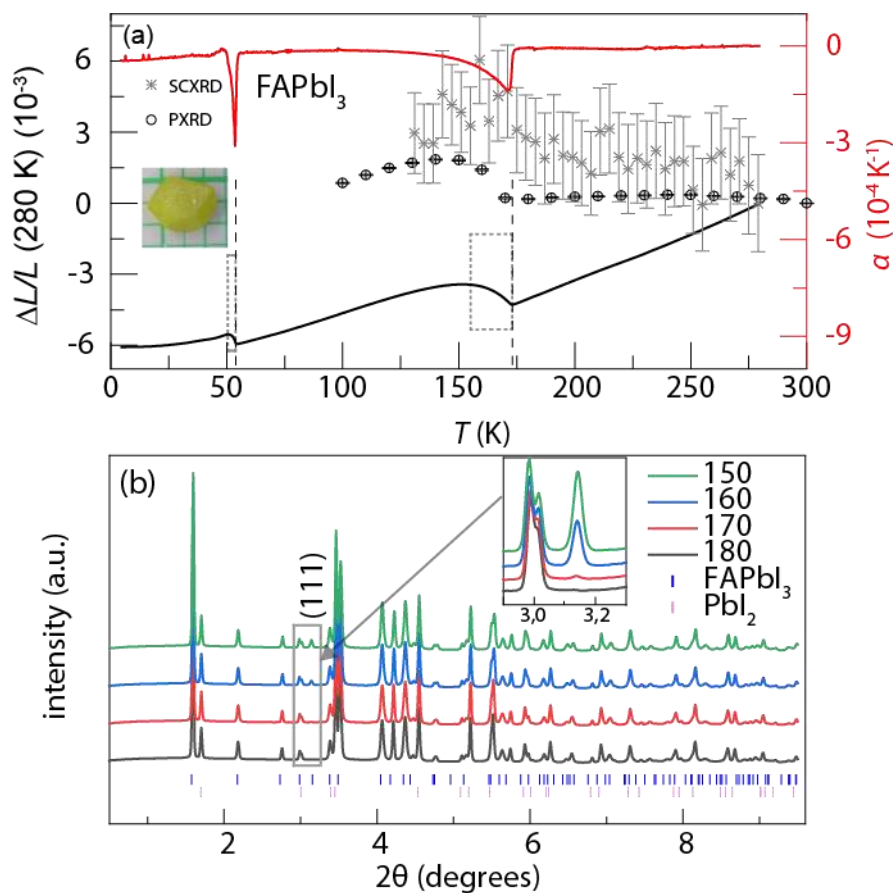 (a)
SCXRD
PXRD
FAPbI₃
ΔL/L (280 K) (10⁻³)
6
3
0
-3
-6
0
-3
-6
-9
α (10⁻⁴ K⁻¹)
0 50 100 150 200 250 300
T (K)
(b)
(111)
3,0 3,2
150
160
170
180
FAPbI₃
PbI₂
intensity (a.u.)
2 4 6 8
2θ (degrees)